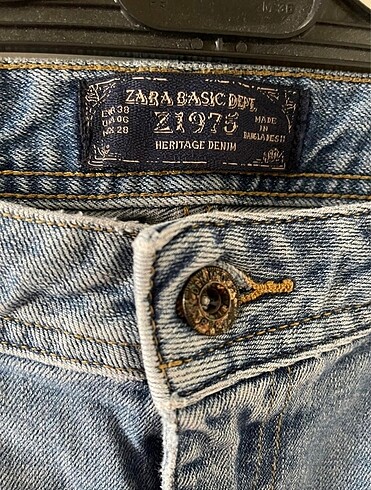 ZARA BASIC DEPT.
EUR 38
USA 06
MEX 28
Z1975
MADE
IN
BANGLADESH
HERITAGE DENIM